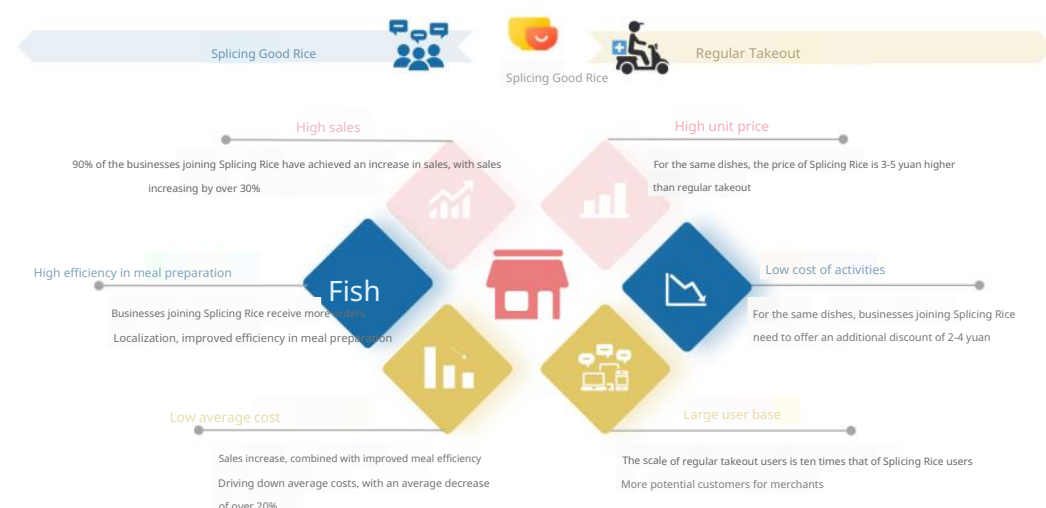 Splicing Good Rice
Splicing Good Rice
Regular Takeout
High sales
90% of the businesses joining Splicing Rice have achieved an increase in sales, with sales
increasing by over 30%
High unit price
For the same dishes, the price of Splicing Rice is 3-5 yuan higher
than regular takeout
High efficiency in meal preparation
Fish
Businesses joining Splicing Rice receive more orders
Localization, improved efficiency in meal preparation
Low cost of activities
For the same dishes, businesses joining Splicing Rice
need to offer an additional discount of 2-4 yuan
Low average cost
Sales increase, combined with improved meal efficiency
Driving down average costs, with an average decrease
of over 20%
Large user base
The scale of regular takeout users is ten times that of Splicing Rice users
More potential customers for merchants